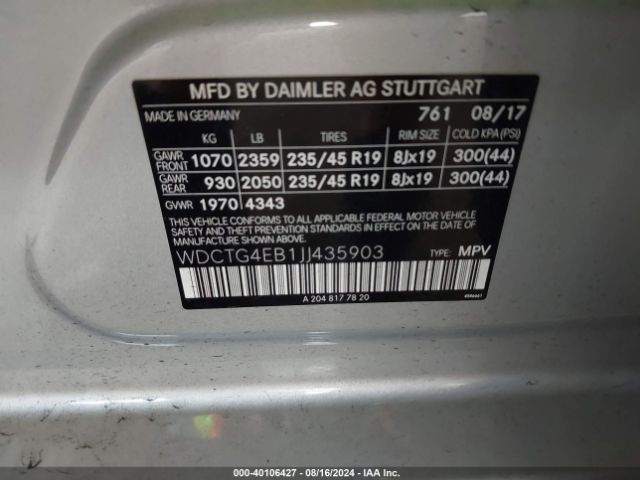 MFD BY DAIMLER AG STUTTGART
MADE IN GERMANY 761 08/17
KG LB TIRES RIM SIZE COLD KPA (PSI)
GAWR FRONT 1070 2359 235/45 R19 8Jx19 300(44)
GAWR REAR 930 2050 235/45 R19 8Jx19 300(44)
GVWR 1970 4343
THIS VEHICLE CONFORMS TO ALL APPLICABLE FEDERAL MOTOR VEHICLE
SAFETY, BUMPER, AND THEFT PREVENTION STANDARDS IN EFFECT ON THE DATE OF
MANUFACTURE SHOWN ABOVE.
WDCTG4EB1JJ435903 TYPE: MPV
A 204 817 78 20
000-40106427 - 08/16/2024 - IAA Inc.